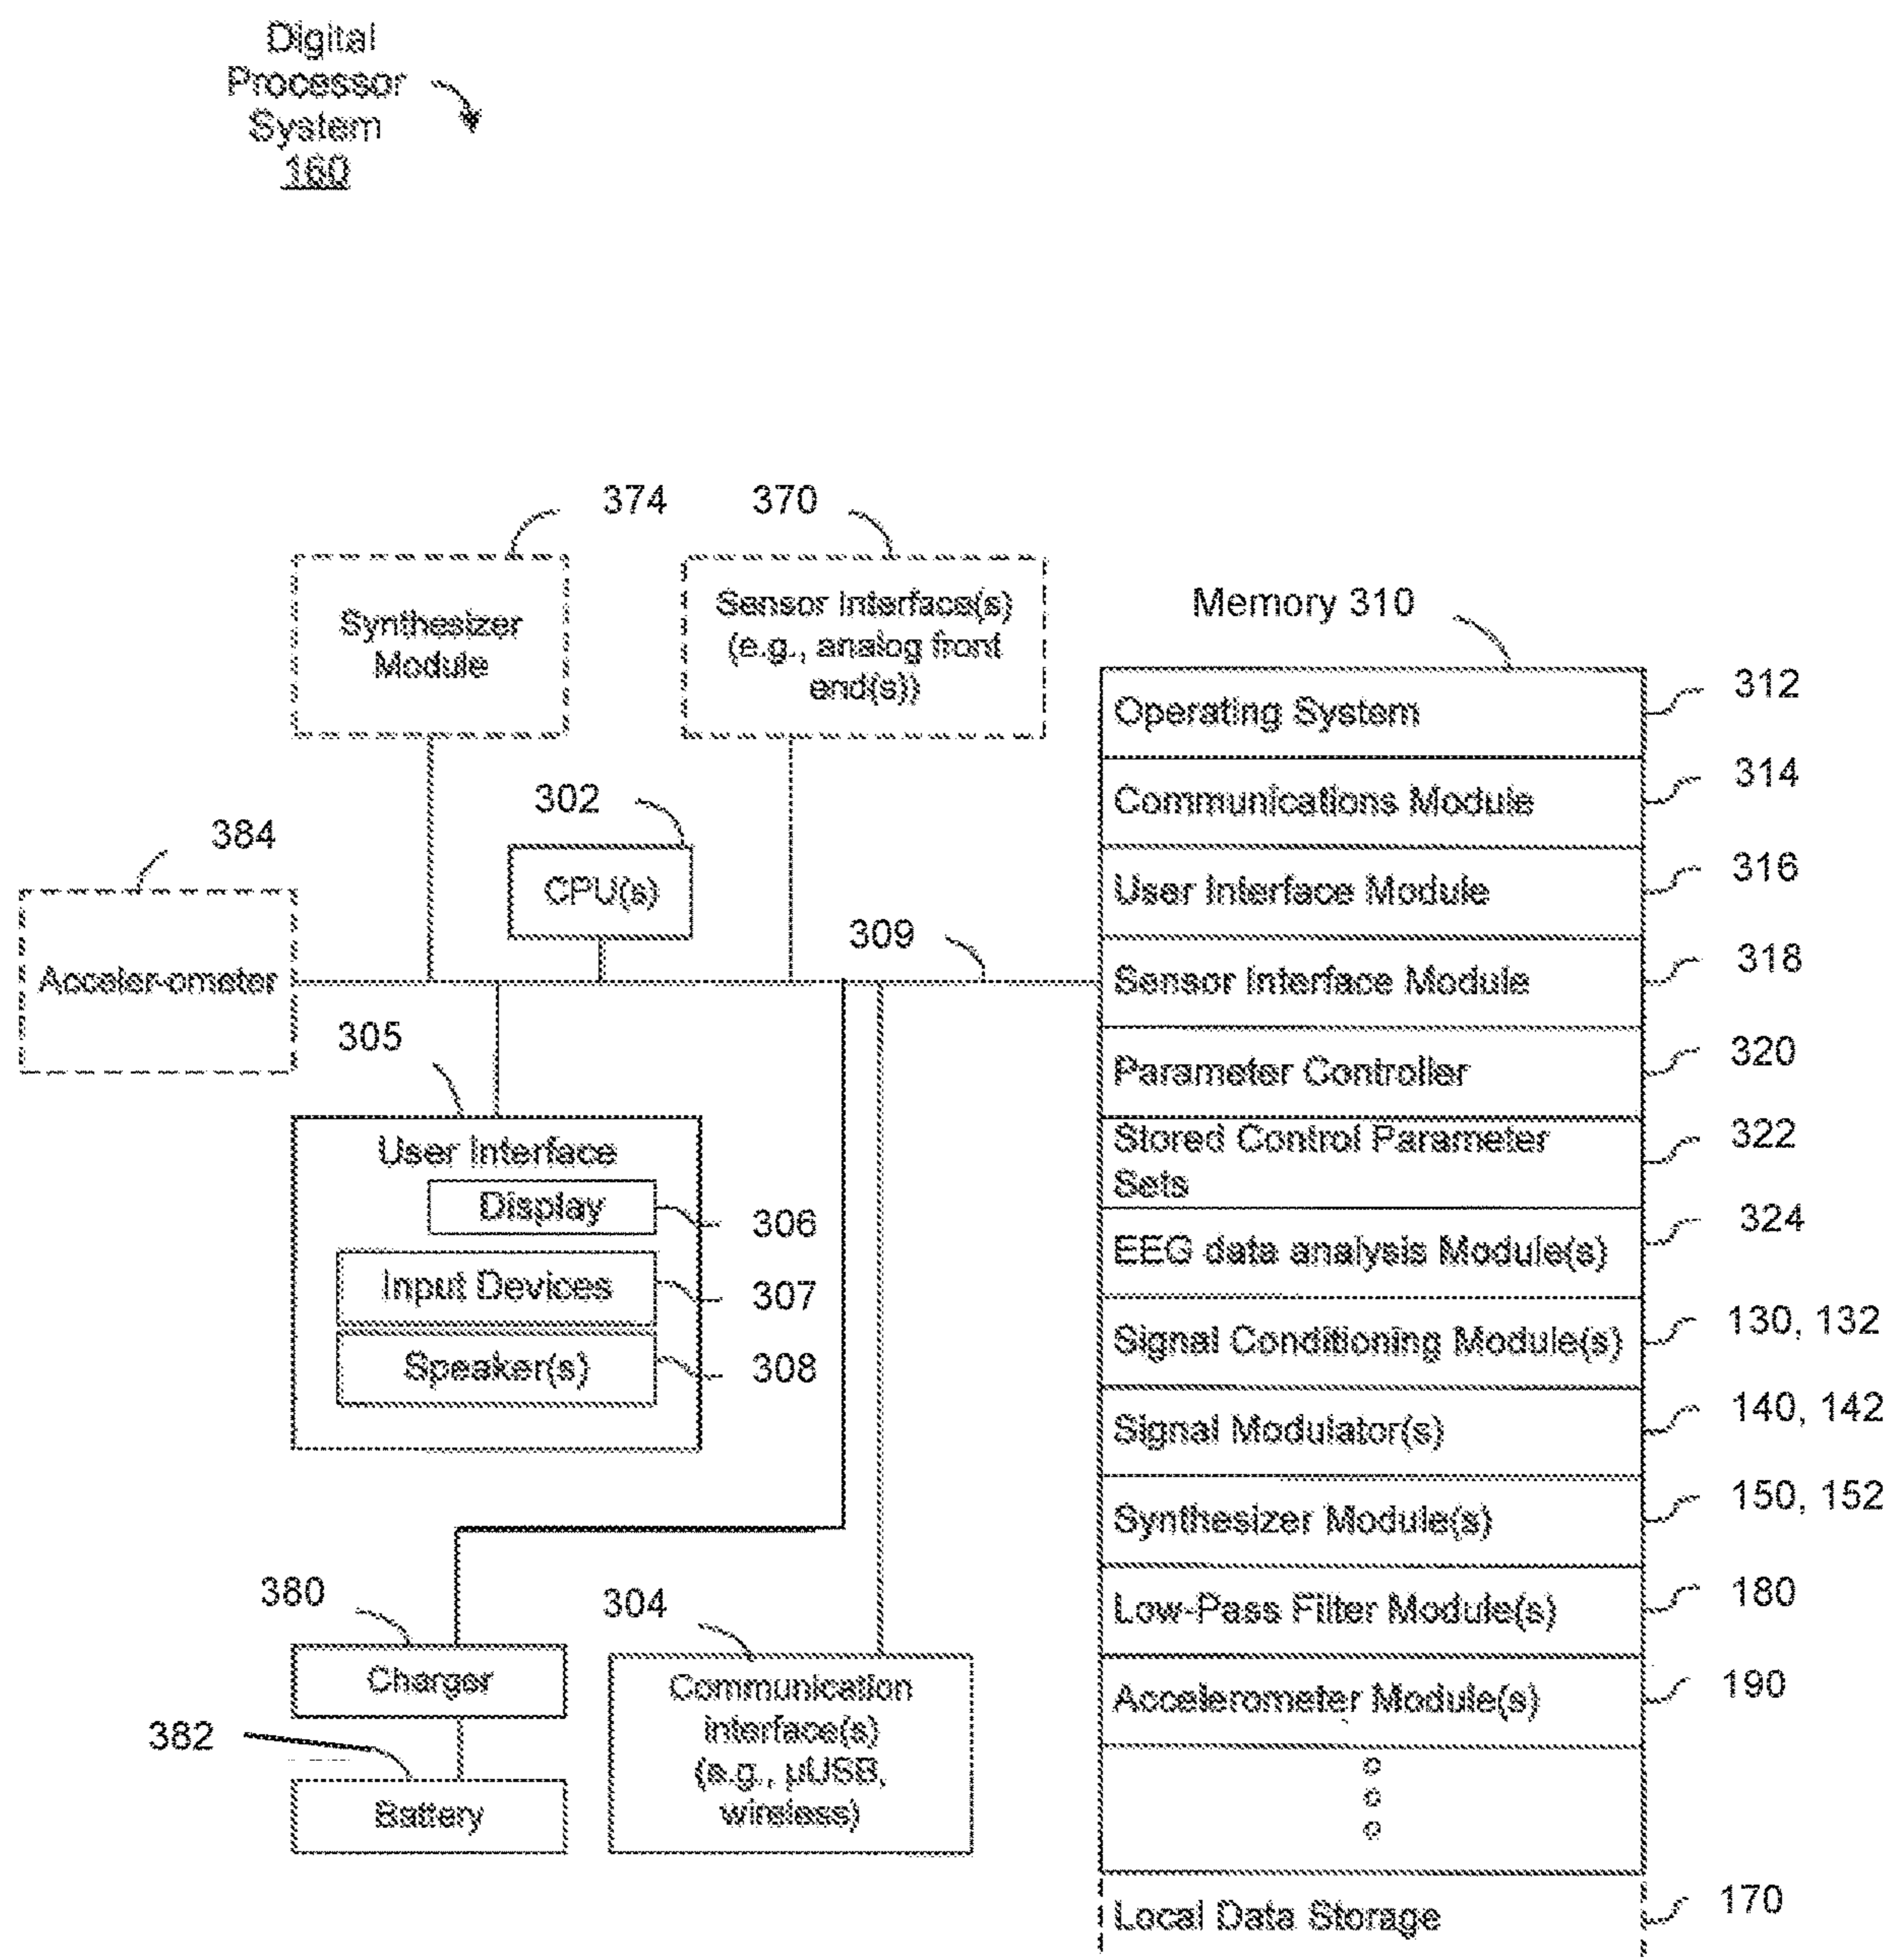 Digital
Processor
System
160
374
370
Synthesizer
Module
Sensor Interface(s)
(e.g., analog front
end(s))
302
CPU(s)
384
Acceler-ometer
309
305
User Interface
Display
306
Input Devices
307
Speaker(s)
308
380
Charger
382
Battery
304
Communication
interface(s)
(e.g., µUSB,
wireless)
Memory 310
Operating System
312
Communications Module
314
User Interface Module
316
Sensor Interface Module
318
Parameter Controller
320
Stored Control Parameter
Sets
322
EEG data analysis Module(s)
324
Signal Conditioning Module(s)
130, 132
Signal Modulator(s)
140, 142
Synthesizer Module(s)
150, 152
Low-Pass Filter Module(s)
180
Accelerometer Module(s)
190
Local Data Storage
170